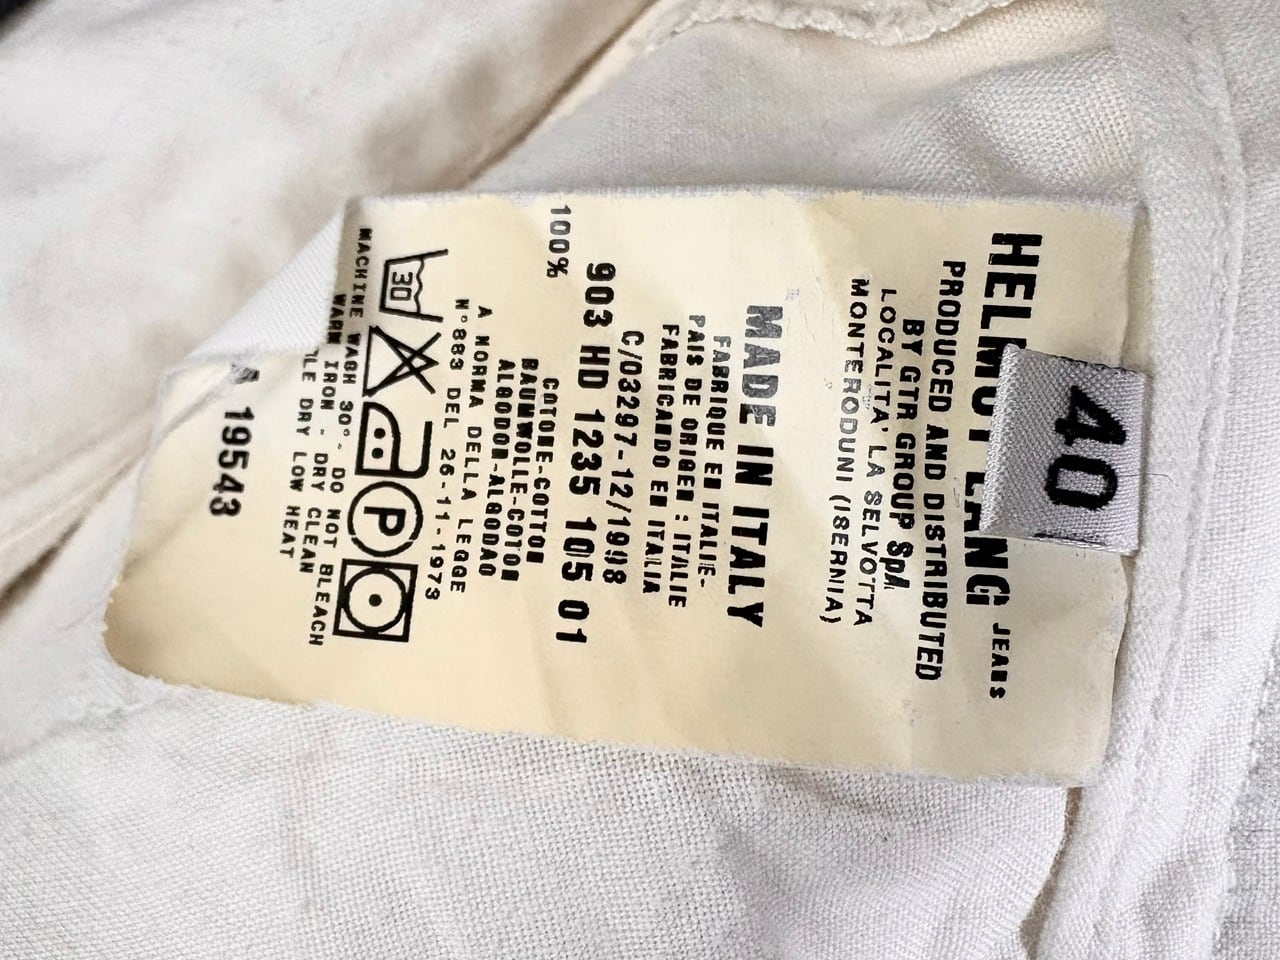 40
HELMUT LANG JEANS
PRODUCED AND DISTRIBUTED
BY GTR GROUP SpA
LOCALITA' LA SELVOTTA
MONTERODUNI (ISERNIA)
MADE IN ITALY
FABRIQUE EN ITALIE-
PAIS DE ORIGEN : ITALIE
FABRICANDO EN ITALIA
C/03297-12/1998
903 HD 1235 105 01
100% COTONE-COTTON
BAUMWOLLE-COTON
ALGODON-ALGODAO
A NORMA DELLA LEGGE
N°883 DEL 26-11-1973
30 P
MACHINE WASH 30° - DO NOT BLEACH
WARM IRON - DRY CLEAN
DRY LOW HEAT
19543